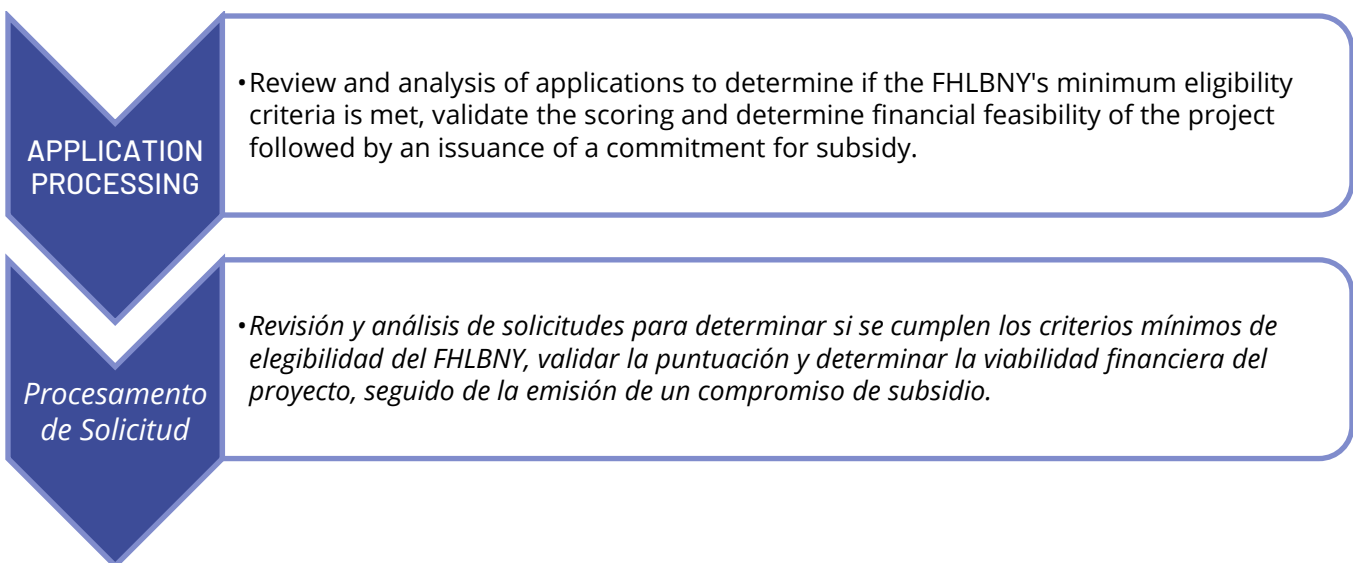 APPLICATION
PROCESSING
•Review and analysis of applications to determine if the FHLBNY's minimum eligibility
criteria is met, validate the scoring and determine financial feasibility of the project
followed by an issuance of a commitment for subsidy.
Procesamento
de Solicitud
•Revisión y análisis de solicitudes para determinar si se cumplen los criterios mínimos de
elegibilidad del FHLBNY, validar la puntuación y determinar la viabilidad financiera del
proyecto, seguido de la emisión de un compromiso de subsidio.